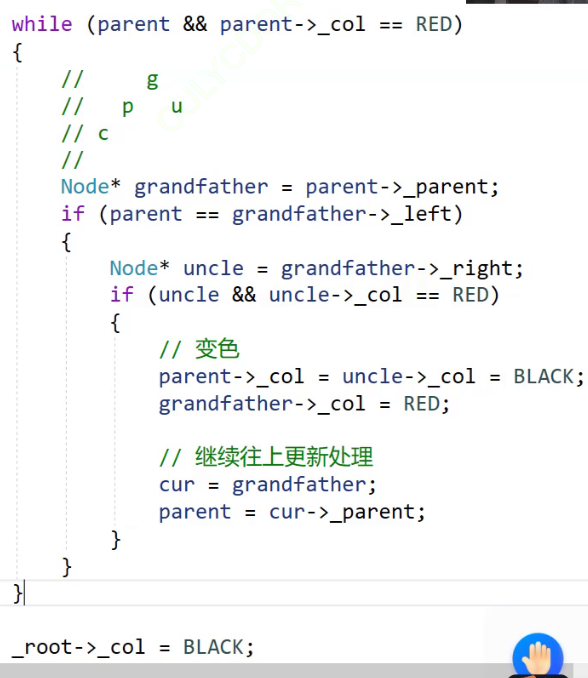 while (parent && parent->_col == RED)
{
    //     g
    //   p   u
    // c
    //
    Node* grandfather = parent->_parent;
    if (parent == grandfather->_left)
    {
        Node* uncle = grandfather->_right;
        if (uncle && uncle->_col == RED)
        {
            // 变色
            parent->_col = uncle->_col = BLACK;
            grandfather->_col = RED;

            // 继续往上更新处理
            cur = grandfather;
            parent = cur->_parent;
        }
    }
}

_root->_col = BLACK;